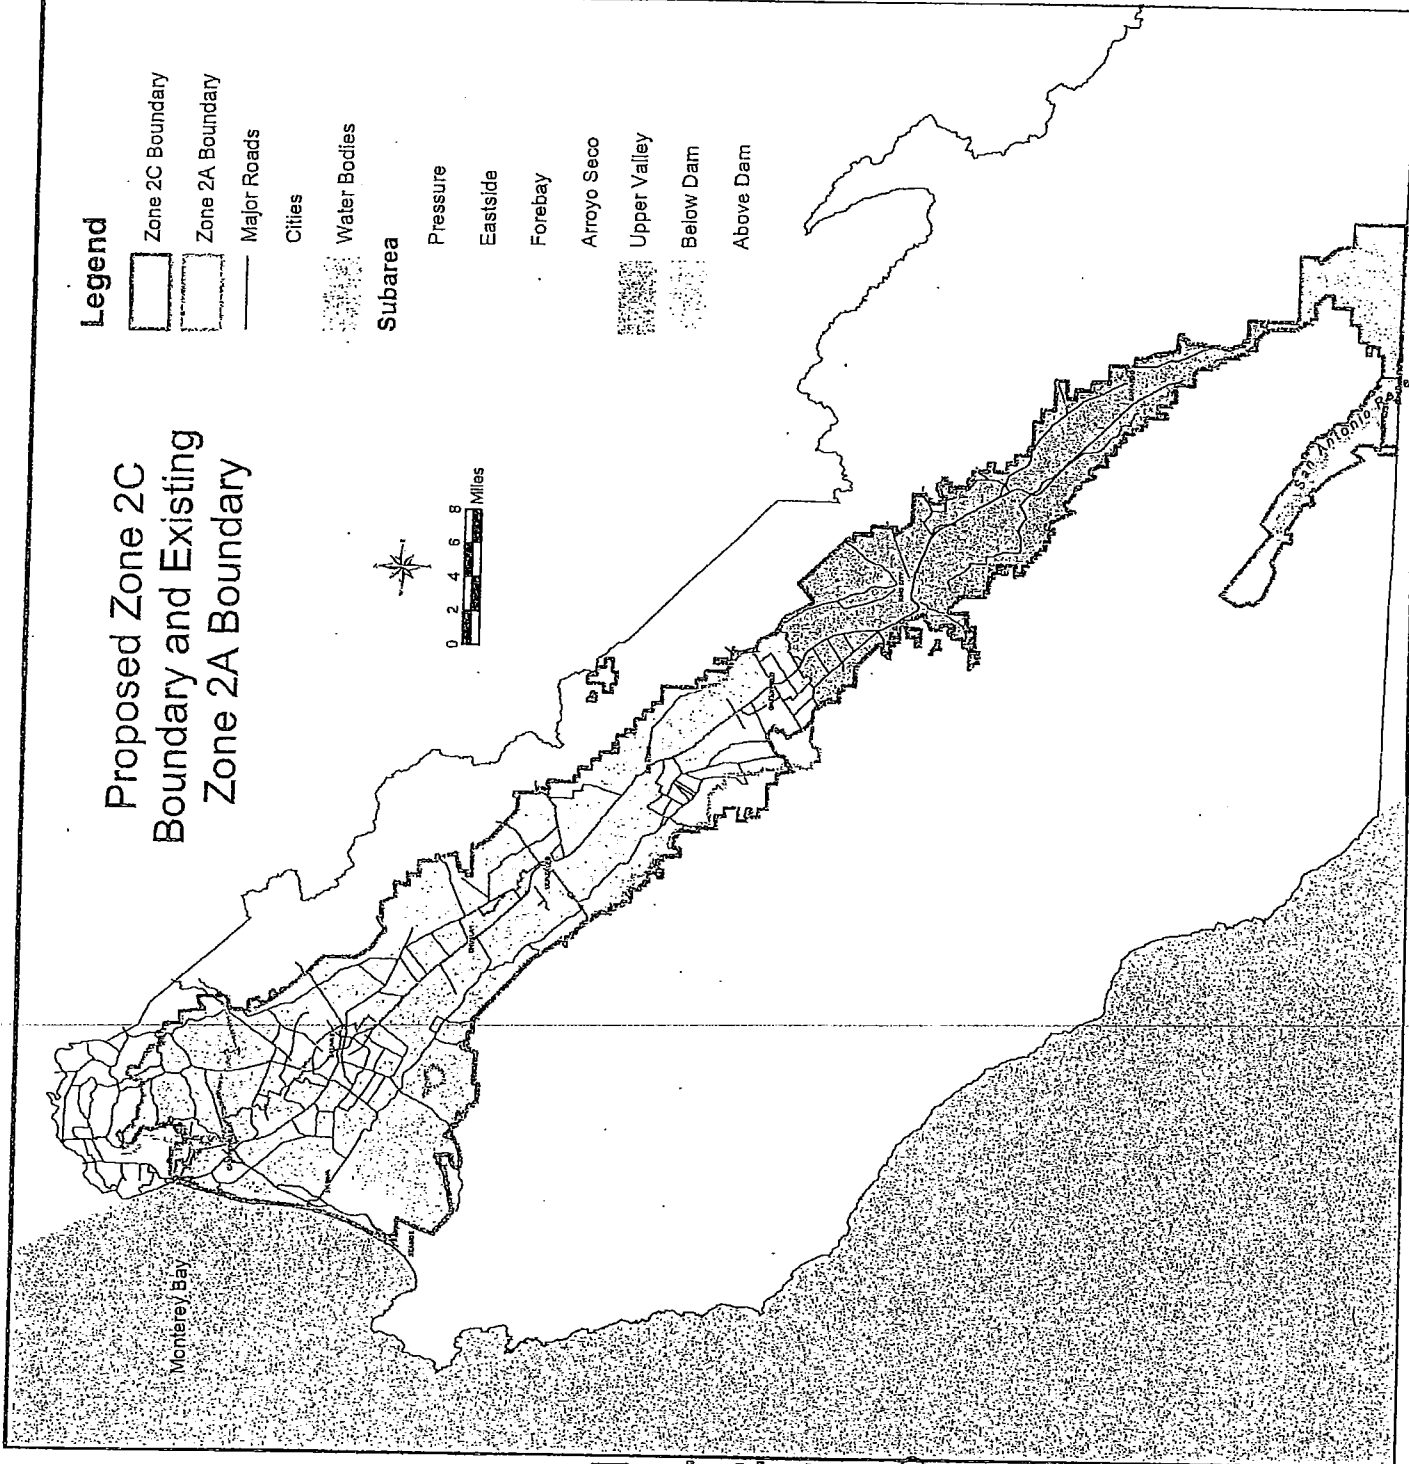 Proposed Zone 2C
Boundary and Existing
Zone 2A Boundary
0 2 4 6 8
Miles
Legend
Zone 2C Boundary
Zone 2A Boundary
Major Roads
Cities
Water Bodies
Subarea
Pressure
Eastside
Forebay
Arroyo Seco
Upper Valley
Below Dam
Above Dam
Monterey Bay
San Antonio